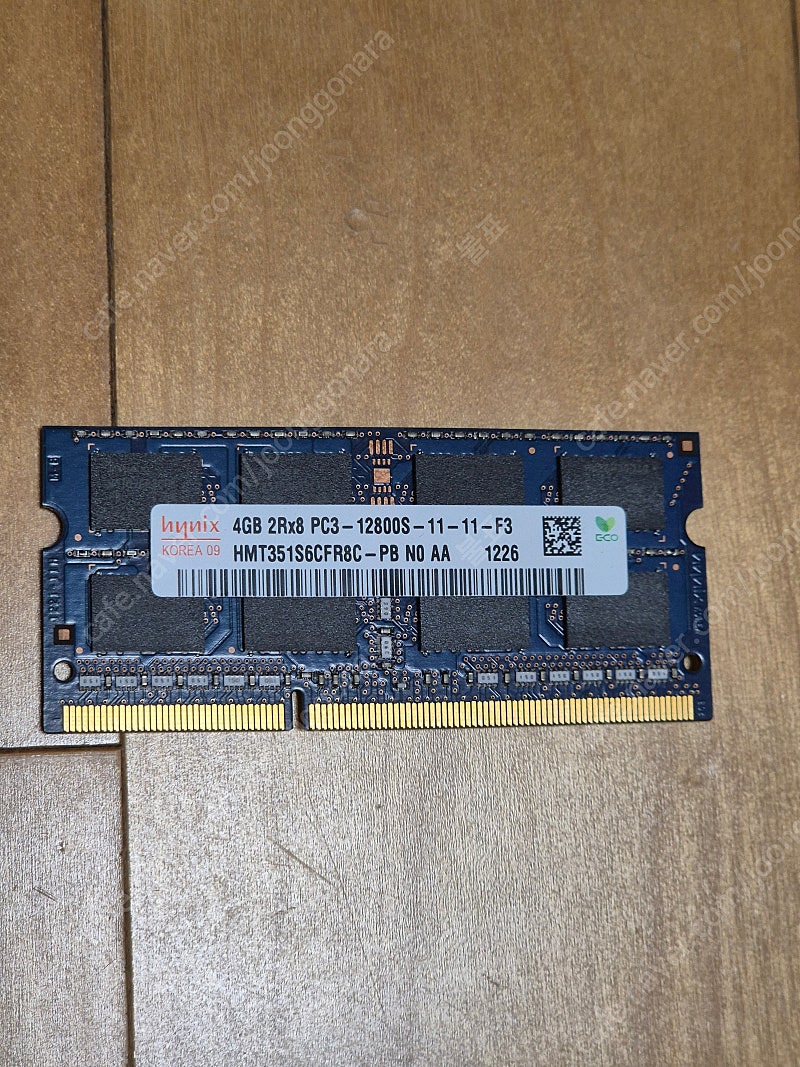 hynix 4GB 2Rx8 PC3-12800S-11-11-F3
KOREA 09 HMT351S6CFR8C-PB N0 AA 1226
ECO
cafe.naver.com/joonggonara